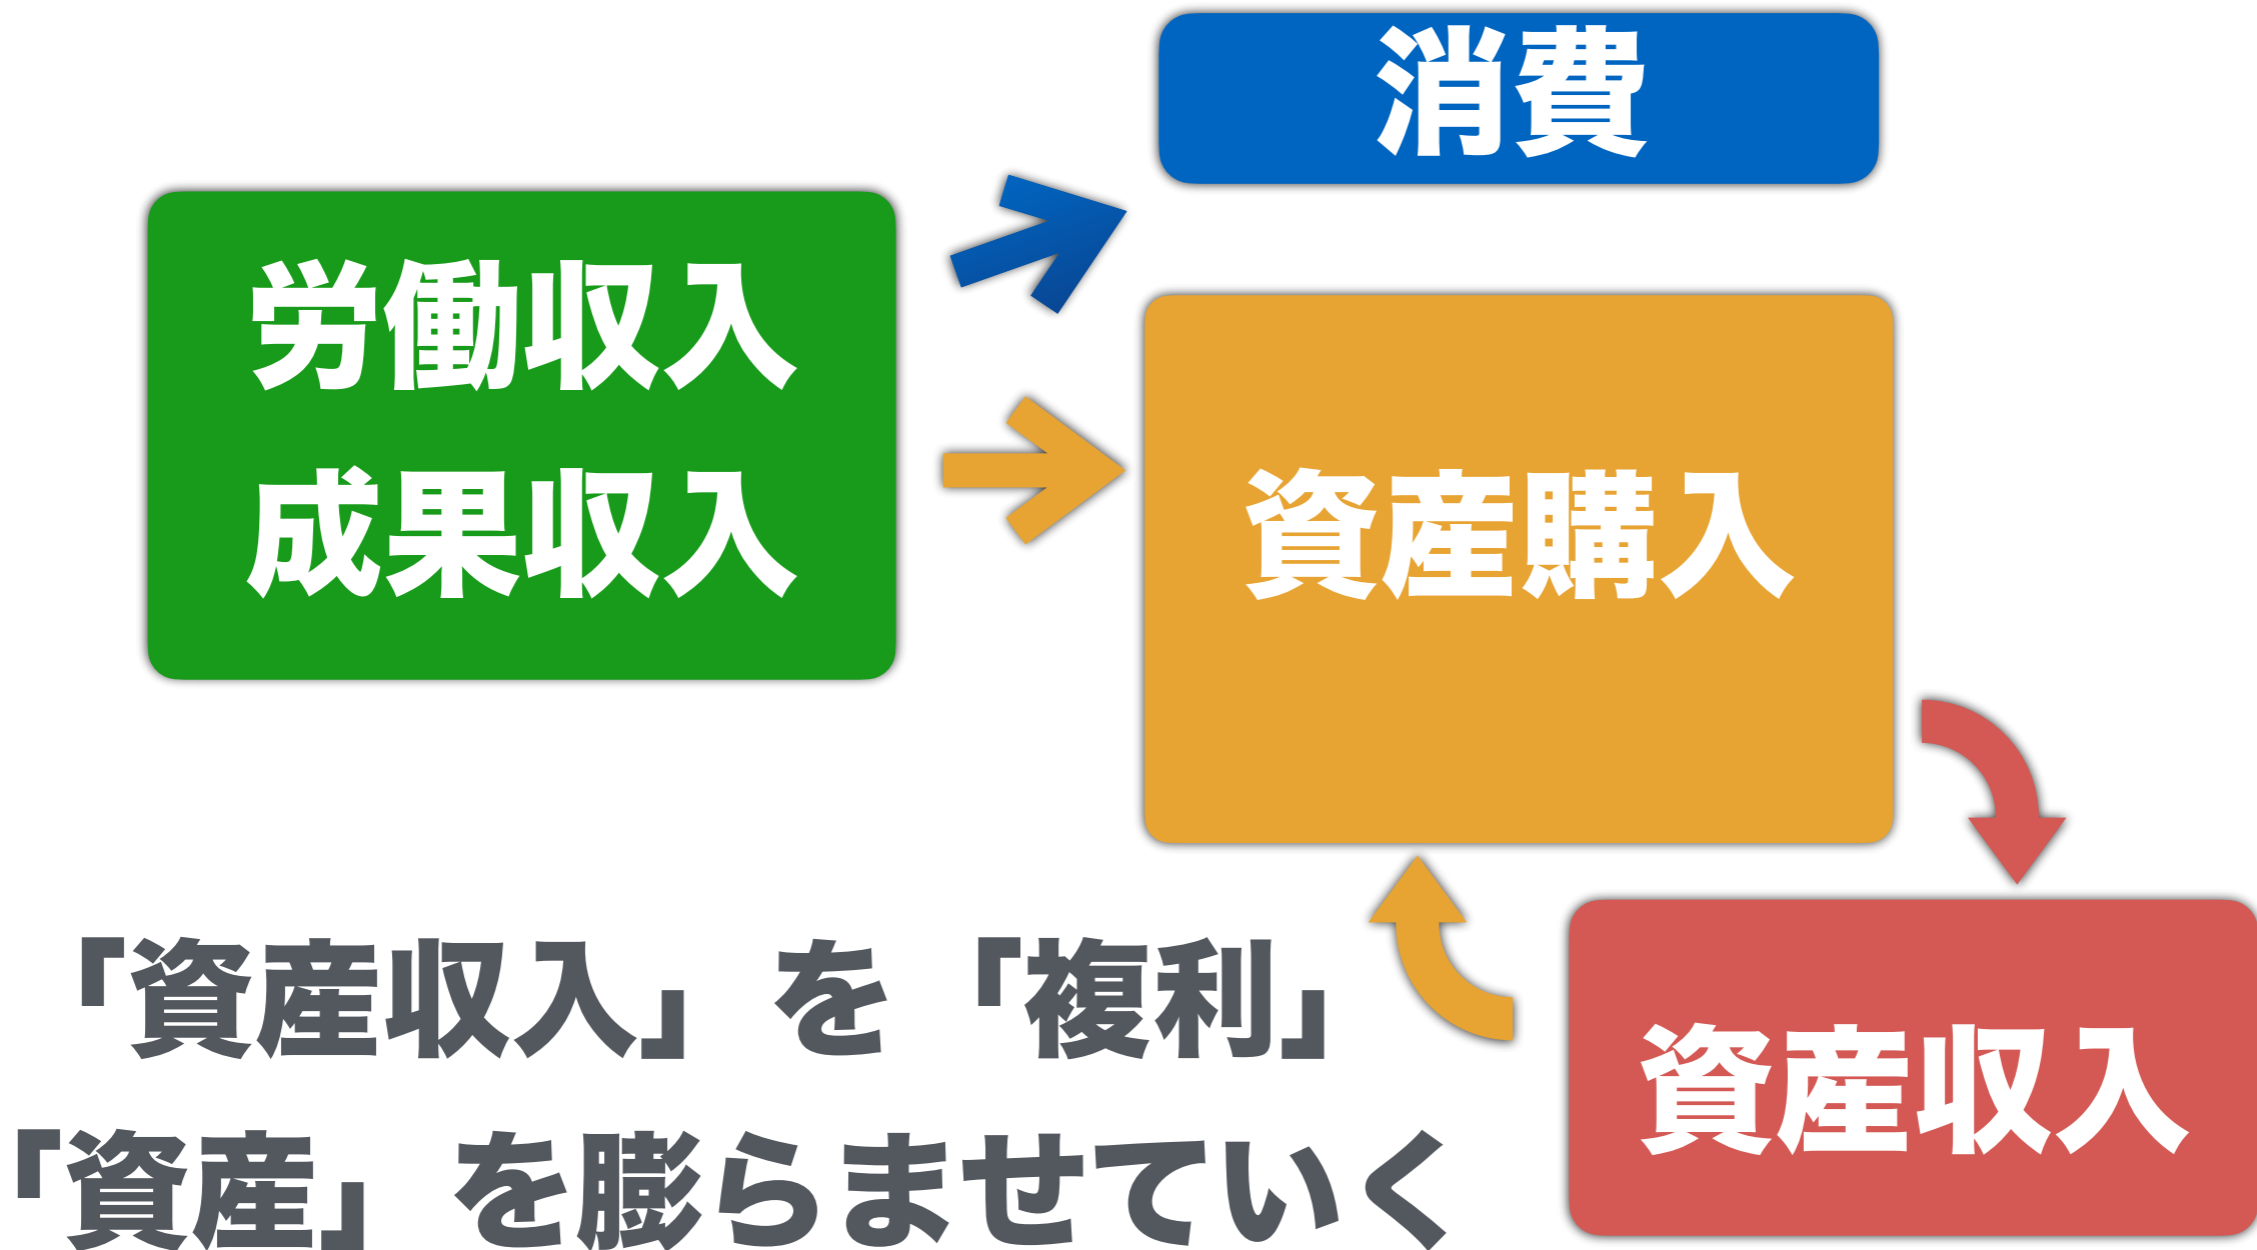 消費
労働収入
成果収入
資産購入
資産収入
「資産収入」を「複利」
「資産」を膨らませていく